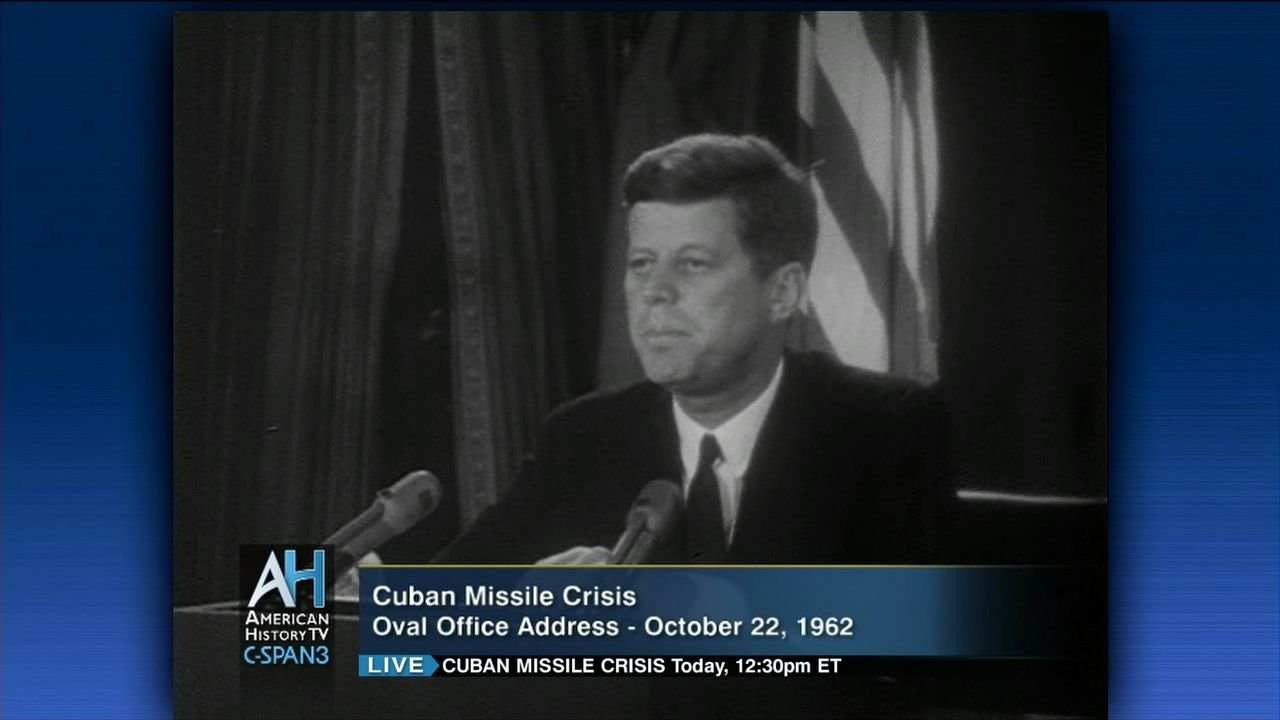 Cuban Missile Crisis
Oval Office Address - October 22, 1962
AH
AMERICAN
HISTORY TV
C-SPAN3
LIVE CUBAN MISSILE CRISIS Today, 12:30pm ET